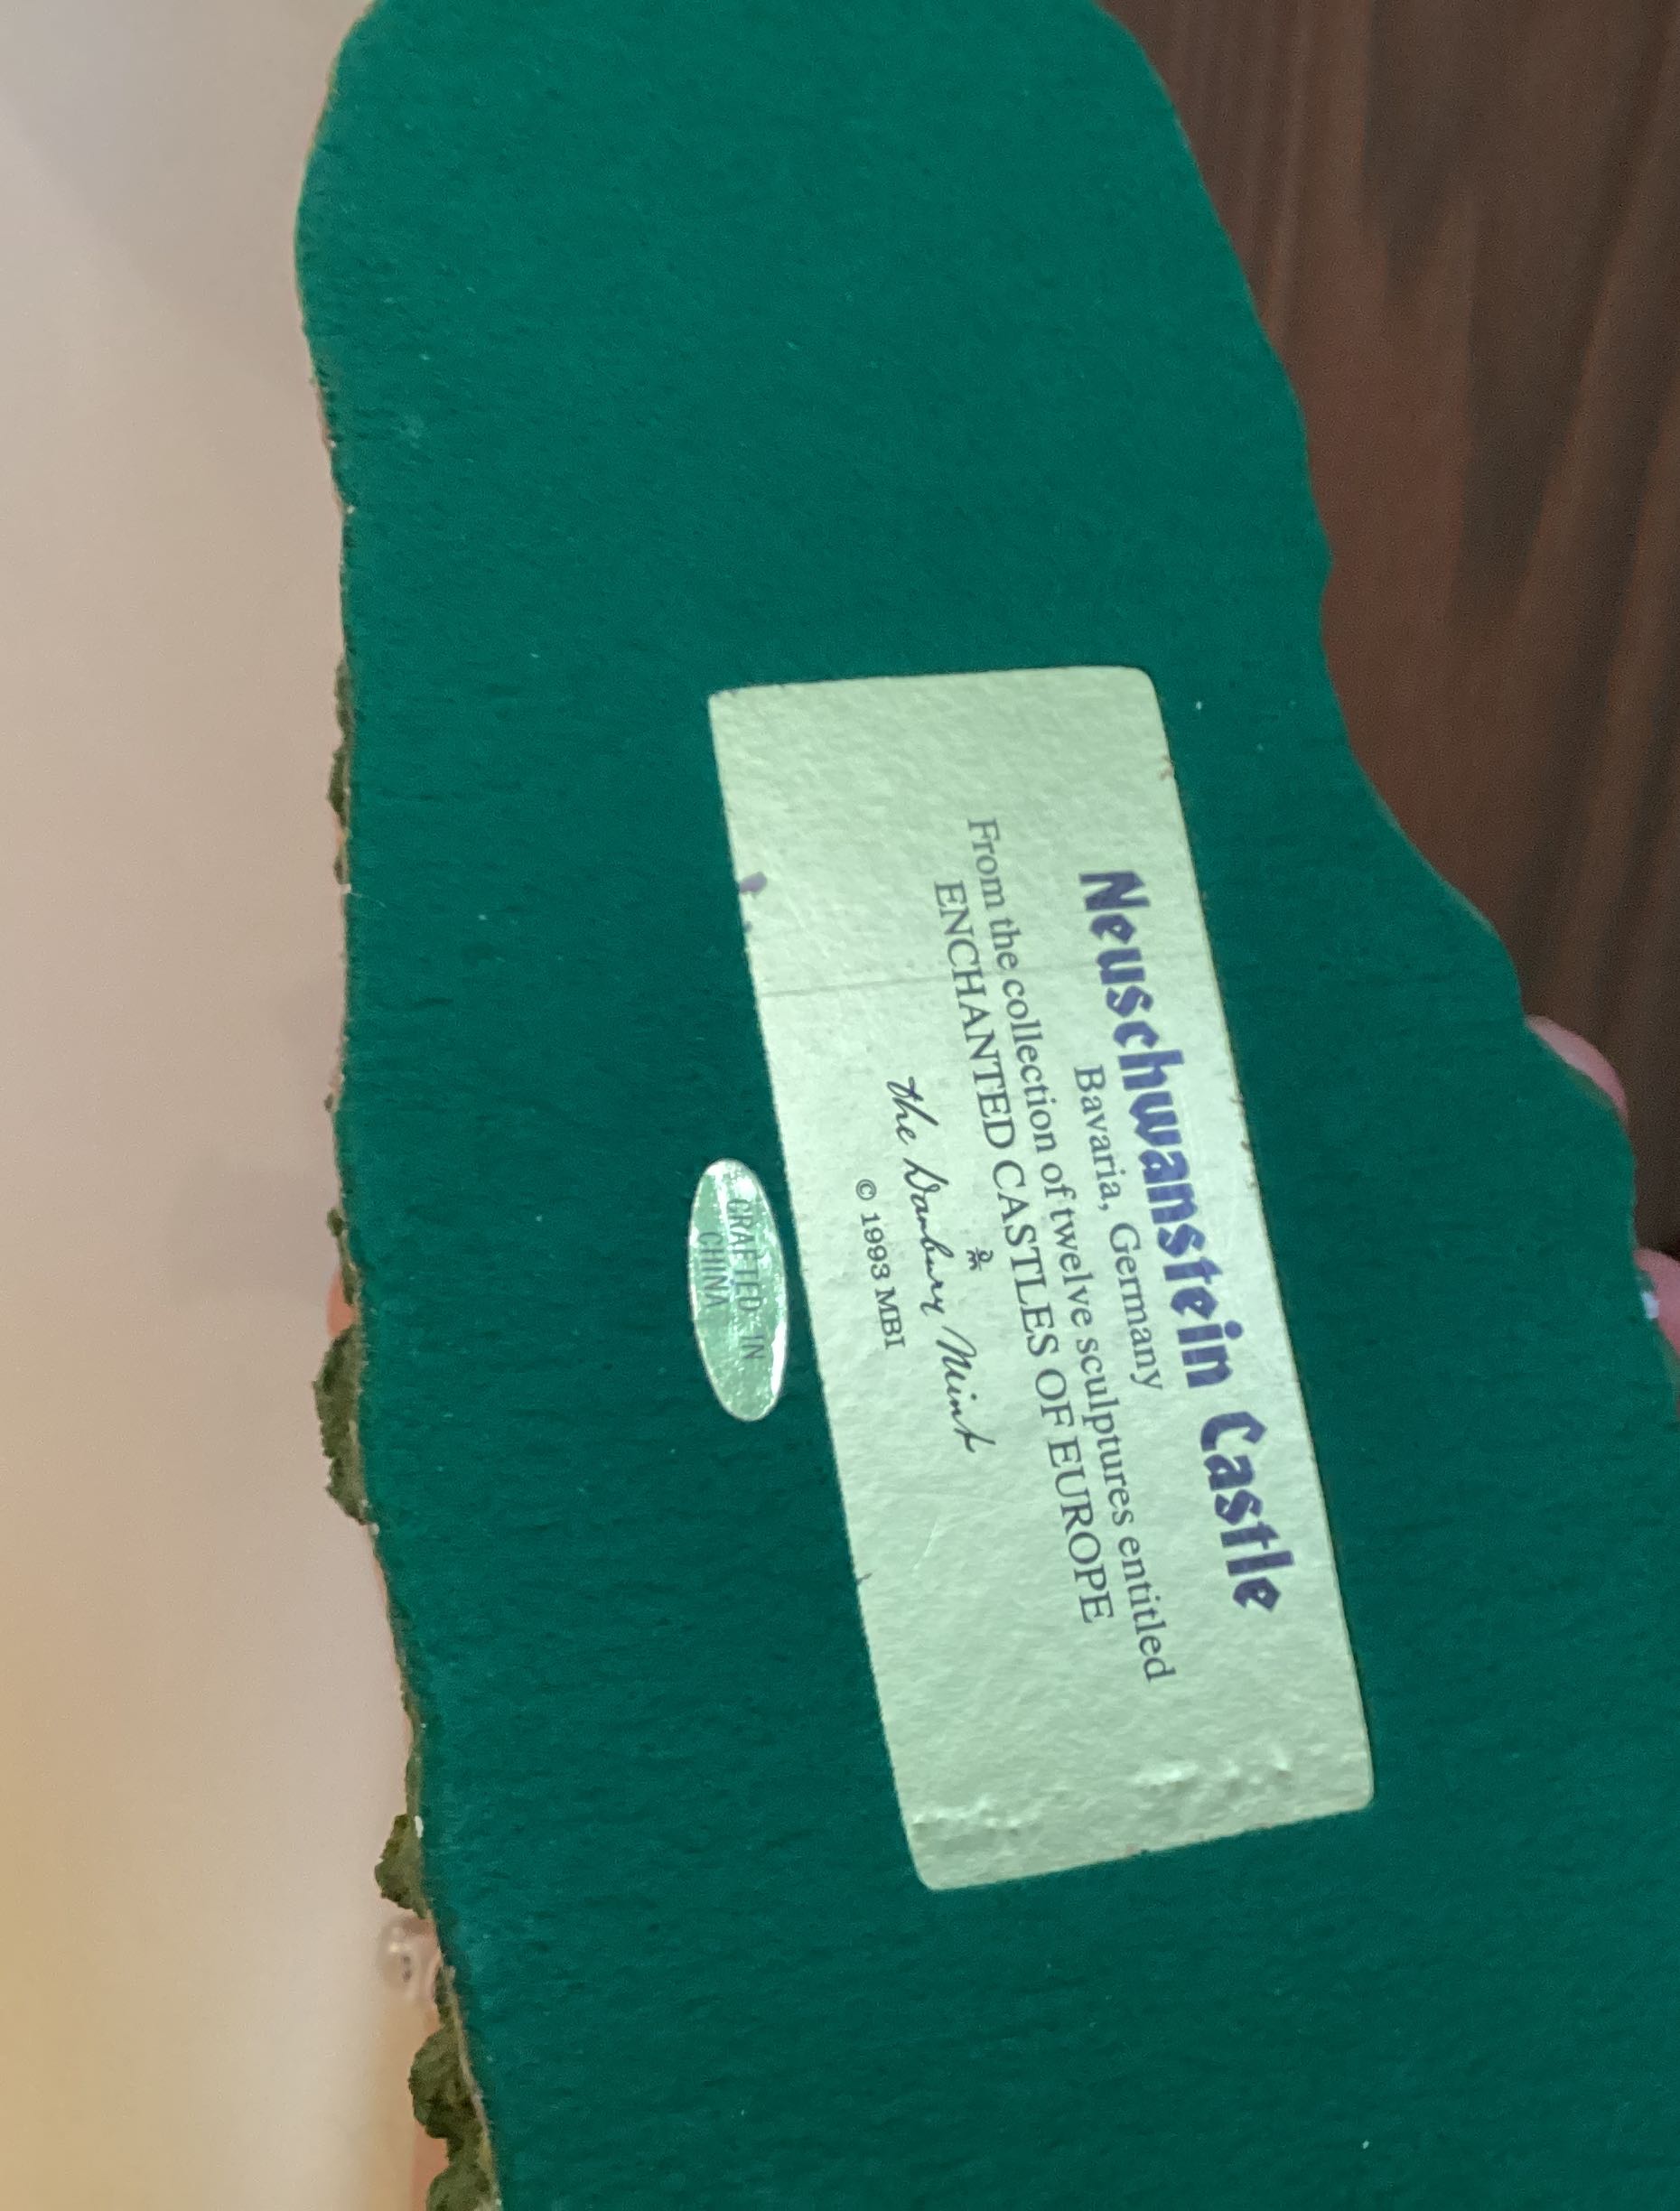 Neuschwanstein Castle
Bavaria, Germany
From the collection of twelve sculptures entitled
ENCHANTED CASTLES OF EUROPE
The Danbury Mint
© 1993 MBI
CRAFTED IN
CHINA